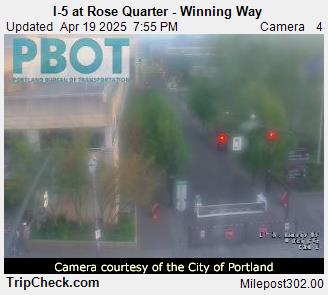 I-5 at Rose Quarter - Winning Way
Updated Apr 19 2025 7:55 PM Camera 4
PBOT
PORTLAND BUREAU OF TRANSPORTATION
Camera courtesy of the City of Portland
TripCheck.com Milepost302.00